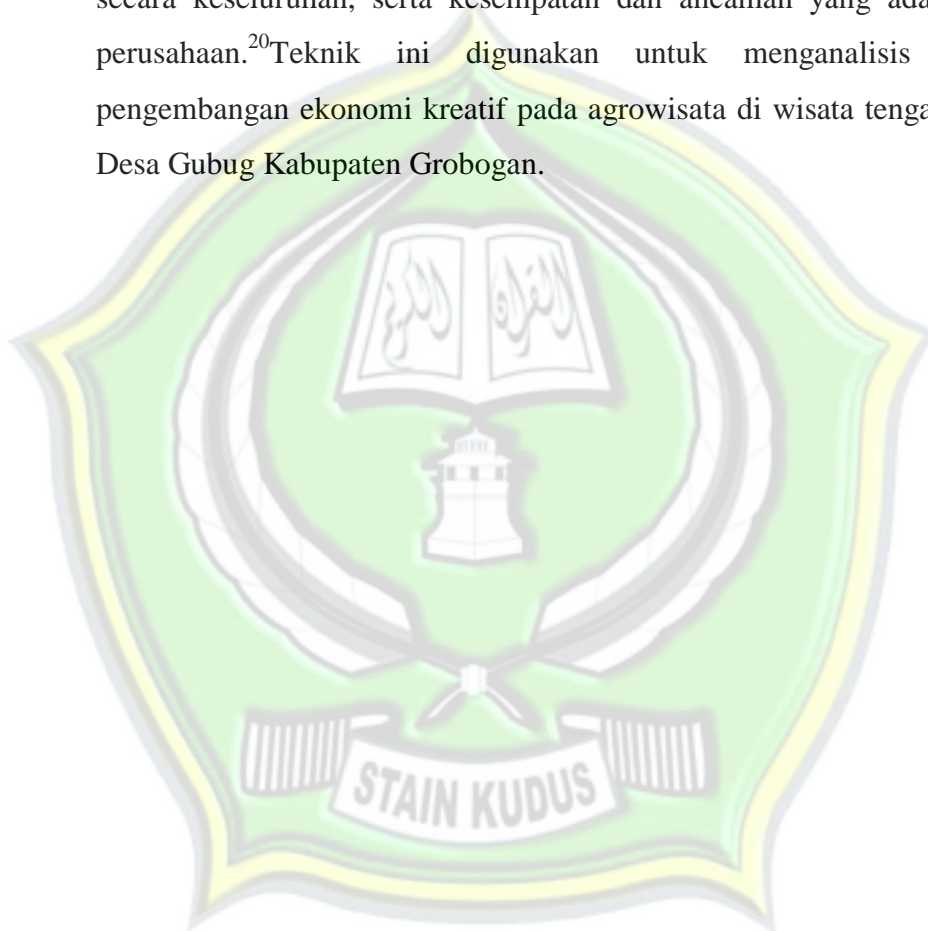 secara keseluruhan, serta kesempatan dan ancaman yang ada
perusahaan.20Teknik ini digunakan untuk menganalisis
pengembangan ekonomi kreatif pada agrowisata di wisata tenga
Desa Gubug Kabupaten Grobogan.
STAIN KUDUS